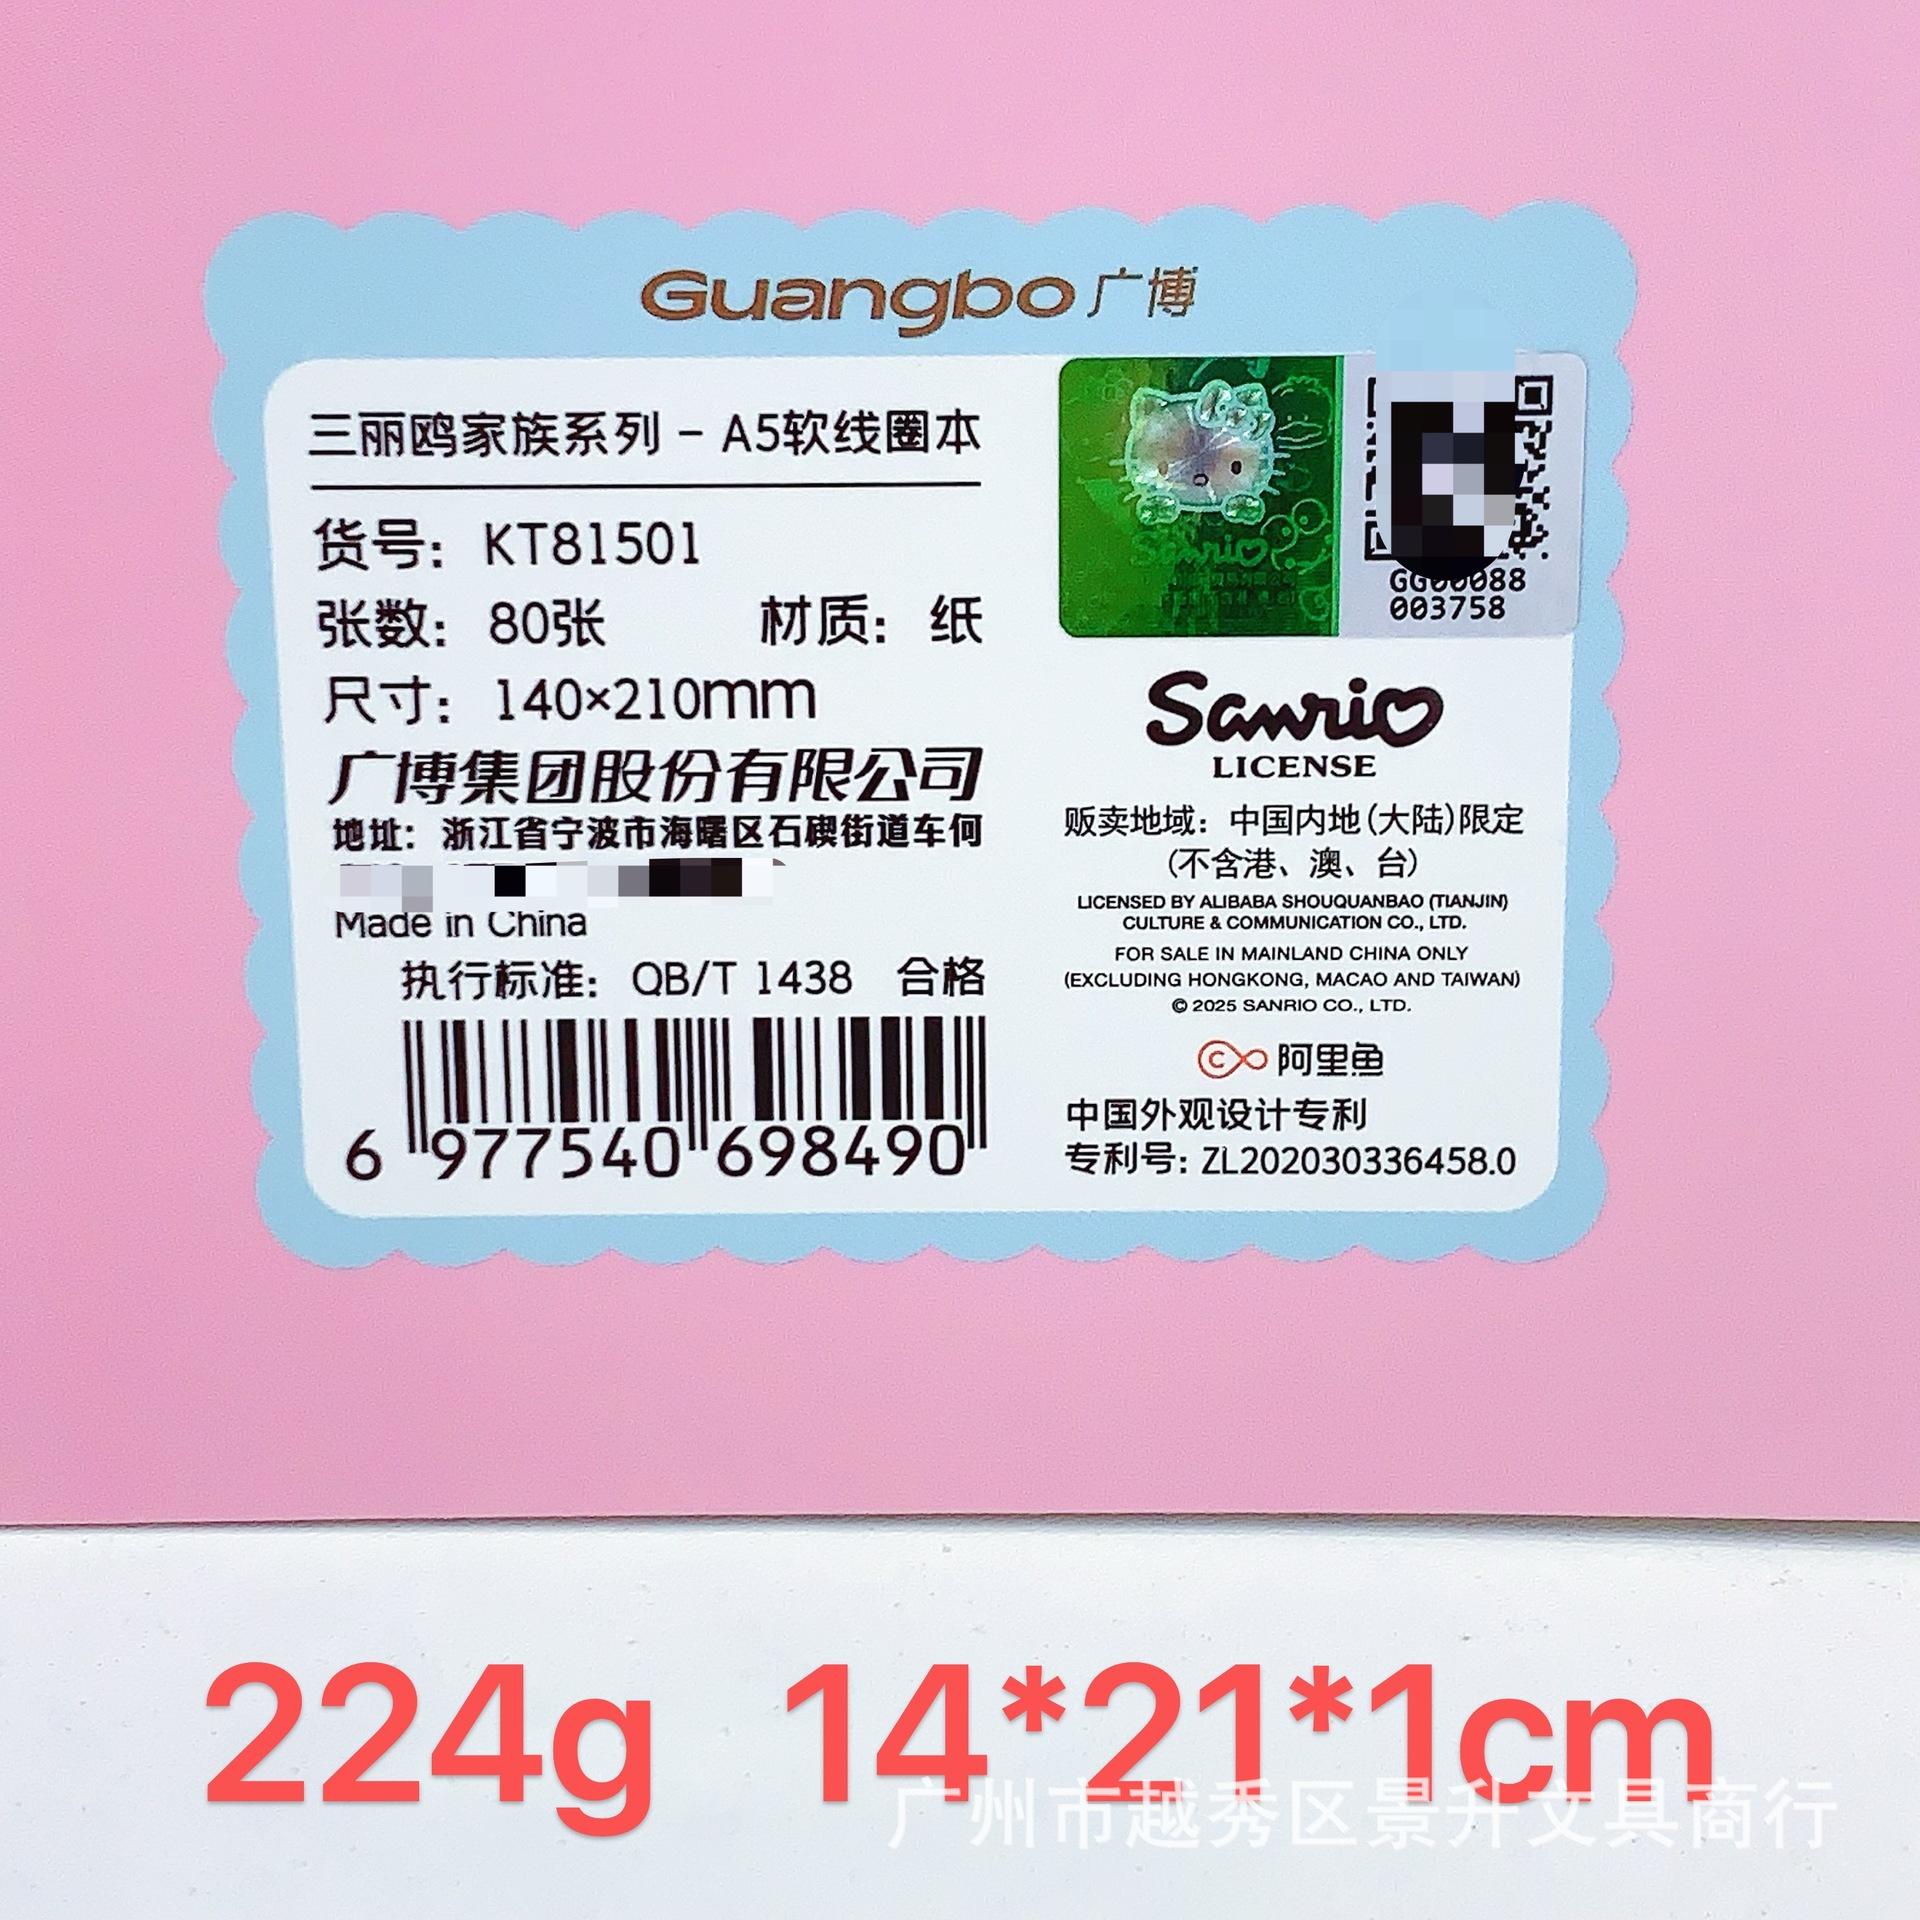 Guangbo广博
三丽鸥家族系列 - A5软线圈本
货号: KT81501
张数: 80张 材质: 纸
尺寸: 140×210mm
广博集团股份有限公司
地址: 浙江省宁波市海曙区石碶街道车何
Made in China
执行标准: QB/T 1438 合格
6 977540 698490
Sanrio
GG00088
003758
Sanrio
LICENSE
贩卖地域: 中国内地(大陆)限定
(不含港、澳、台)
LICENSED BY ALIBABA SHOUQUANBAO (TIANJIN)
CULTURE & COMMUNICATION CO., LTD.
FOR SALE IN MAINLAND CHINA ONLY
(EXCLUDING HONGKONG, MACAO AND TAIWAN)
© 2025 SANRIO CO., LTD.
阿里鱼
中国外观设计专利
专利号: ZL202030336458.0
224g 14*21*1cm
广州市越秀区景升文具商行